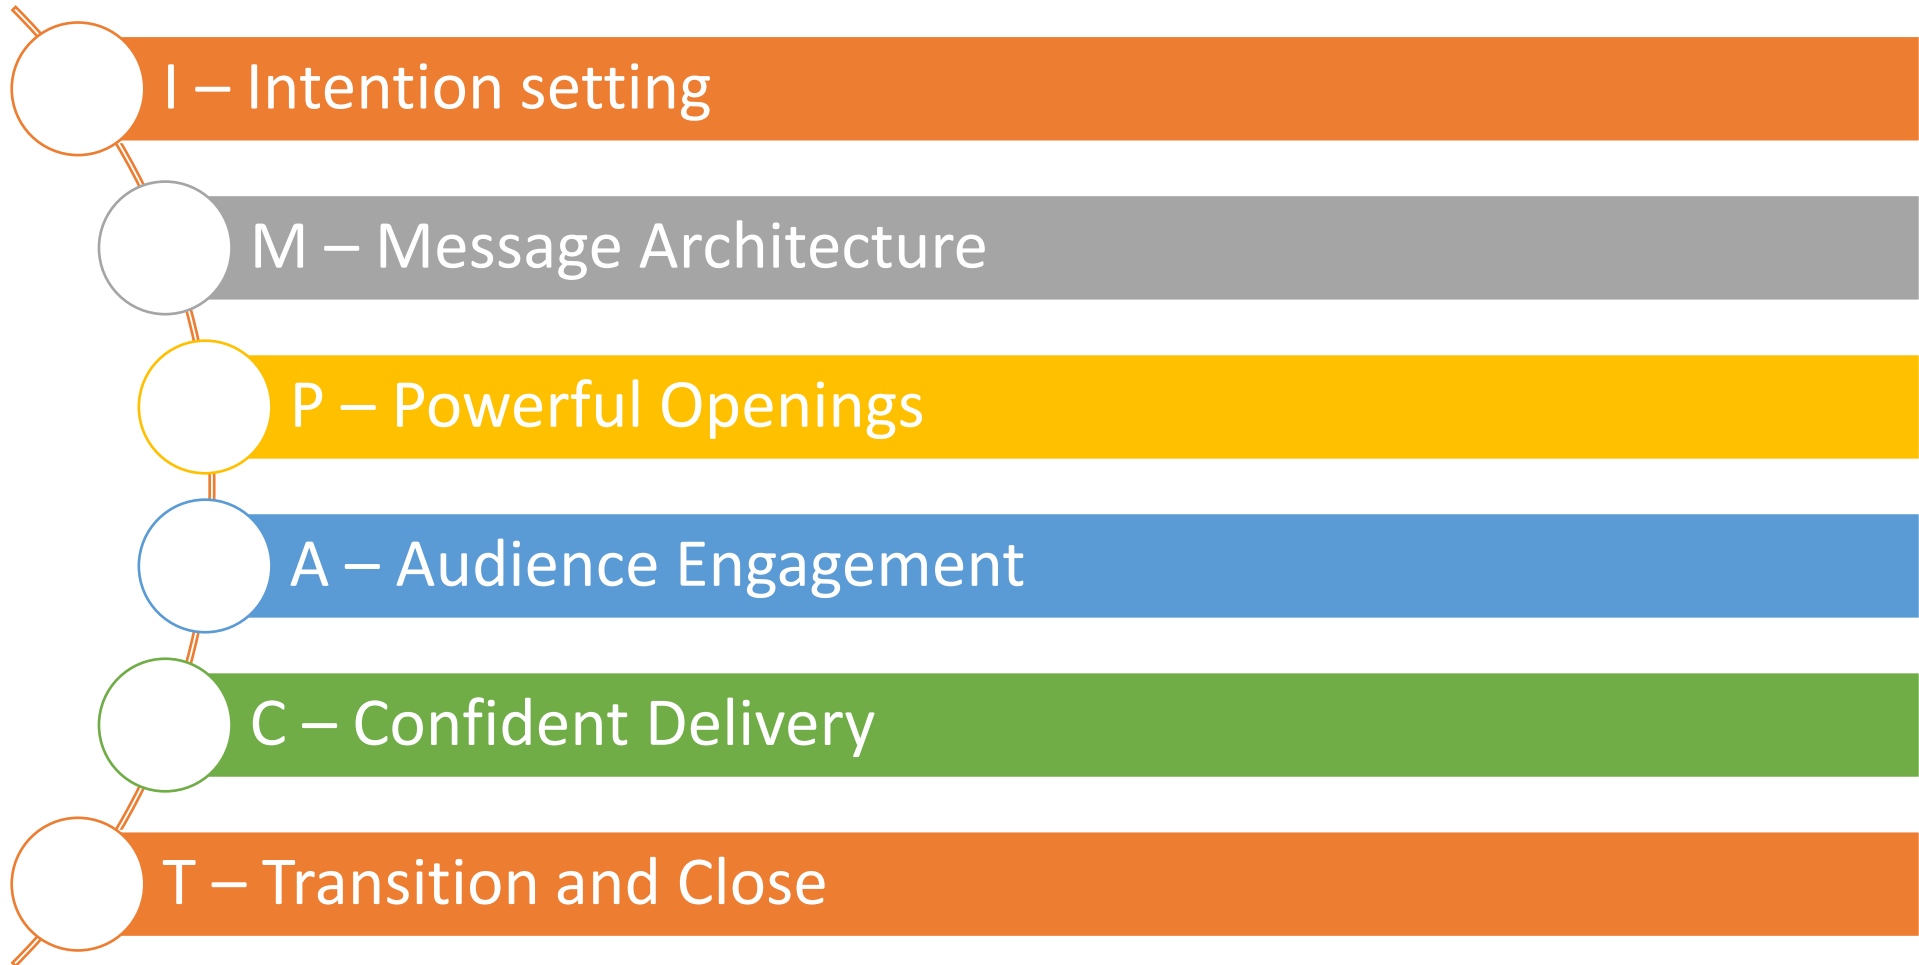 I – Intention setting
M – Message Architecture
P – Powerful Openings
A – Audience Engagement
C – Confident Delivery
T – Transition and Close